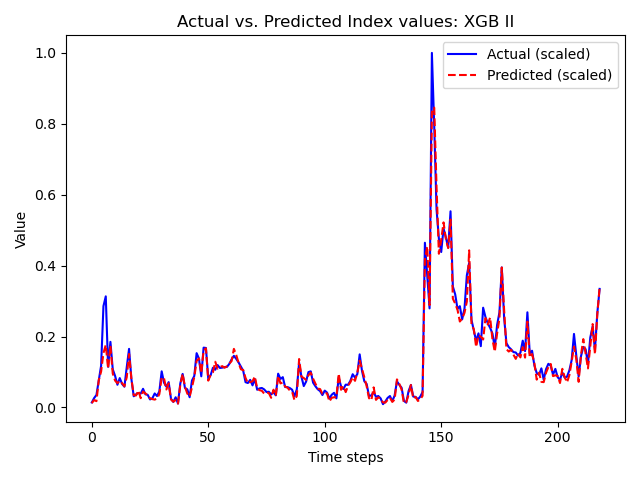 Actual vs. Predicted Index values: XGB II
Actual (scaled)
Predicted (scaled)
Value
1.0
0.8
0.6
0.4
0.2
0.0
0 50 100 150 200
Time steps